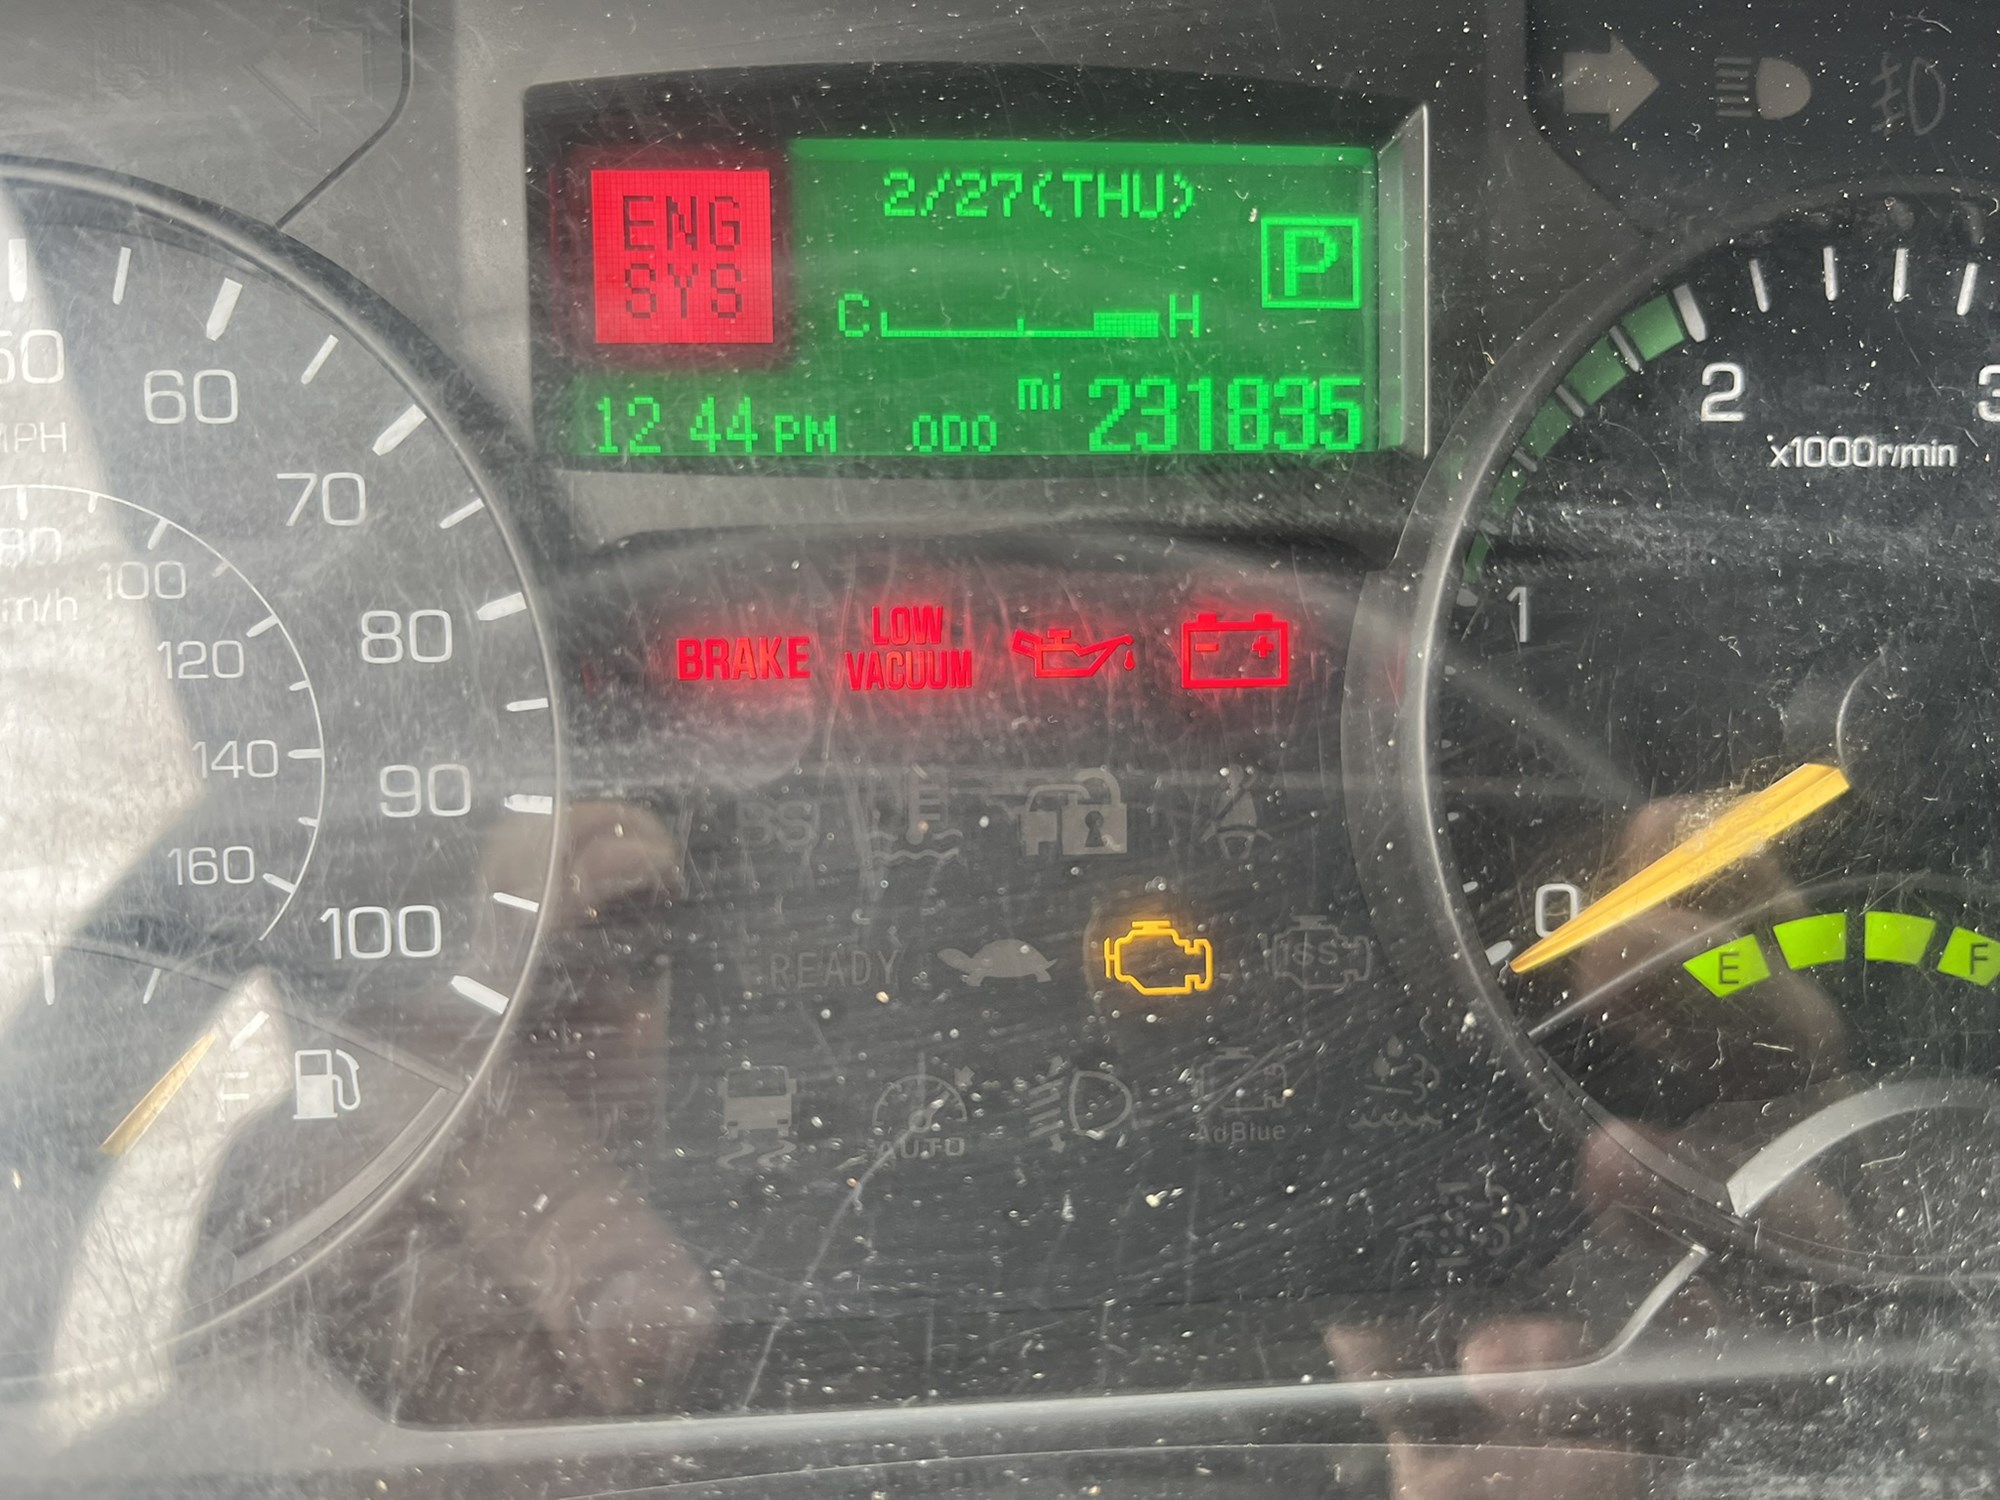 ENG
SYS
2/27(THU)
P
C H
12 44 PM ODO mi 231835
60
70
80
90
100
MPH
100
120
140
160
km/h
F
BRAKE
LOW
VACUUM
- +
READY
AUTO
AdBlue
0
1
2
3
x1000r/min
E F